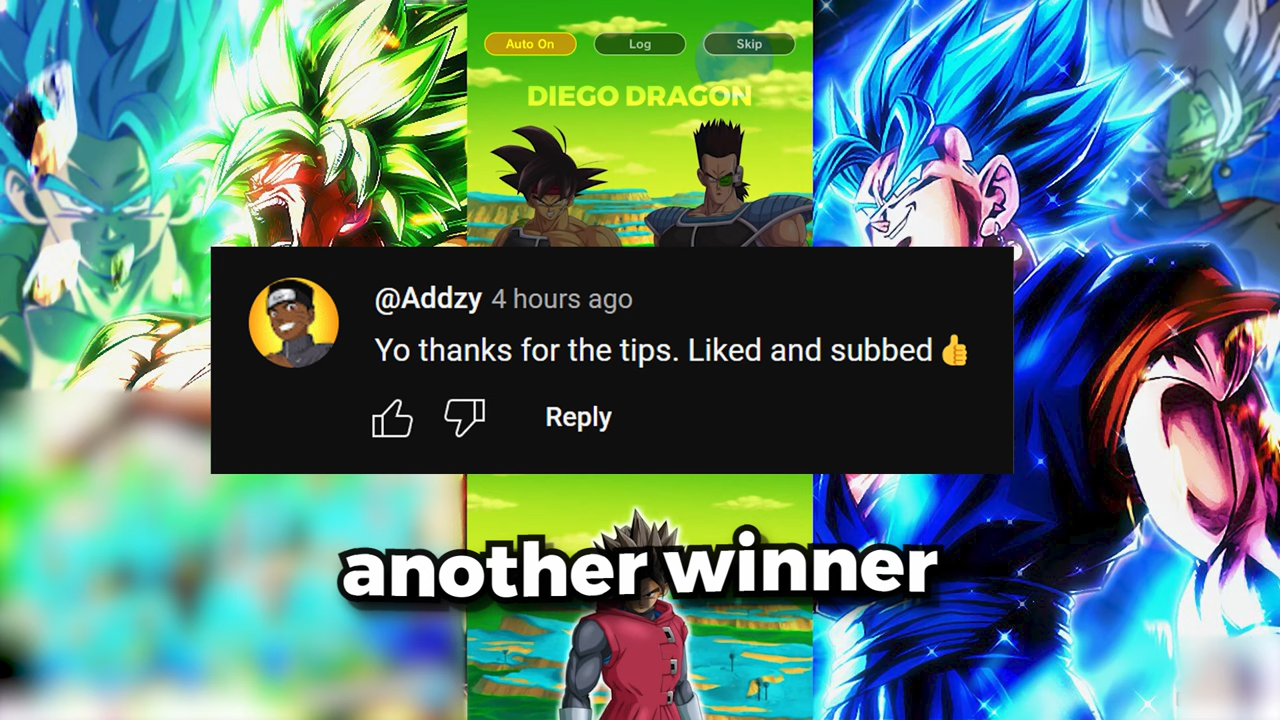 Auto On
Log
Skip
DIEGO DRAGON
@Addzy 4 hours ago
Yo thanks for the tips. Liked and subbed 👍
Reply
another winner